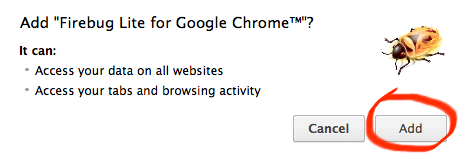 Add "Firebug Lite for Google Chrome™"?
It can:
• Access your data on all websites
• Access your tabs and browsing activity
Cancel Add